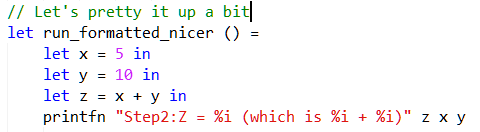 // Let's pretty it up a bit
let run_formatted_nicer () =
    let x = 5 in
    let y = 10 in
    let z = x + y in
    printfn "Step2:Z = %i (which is %i + %i)" z x y